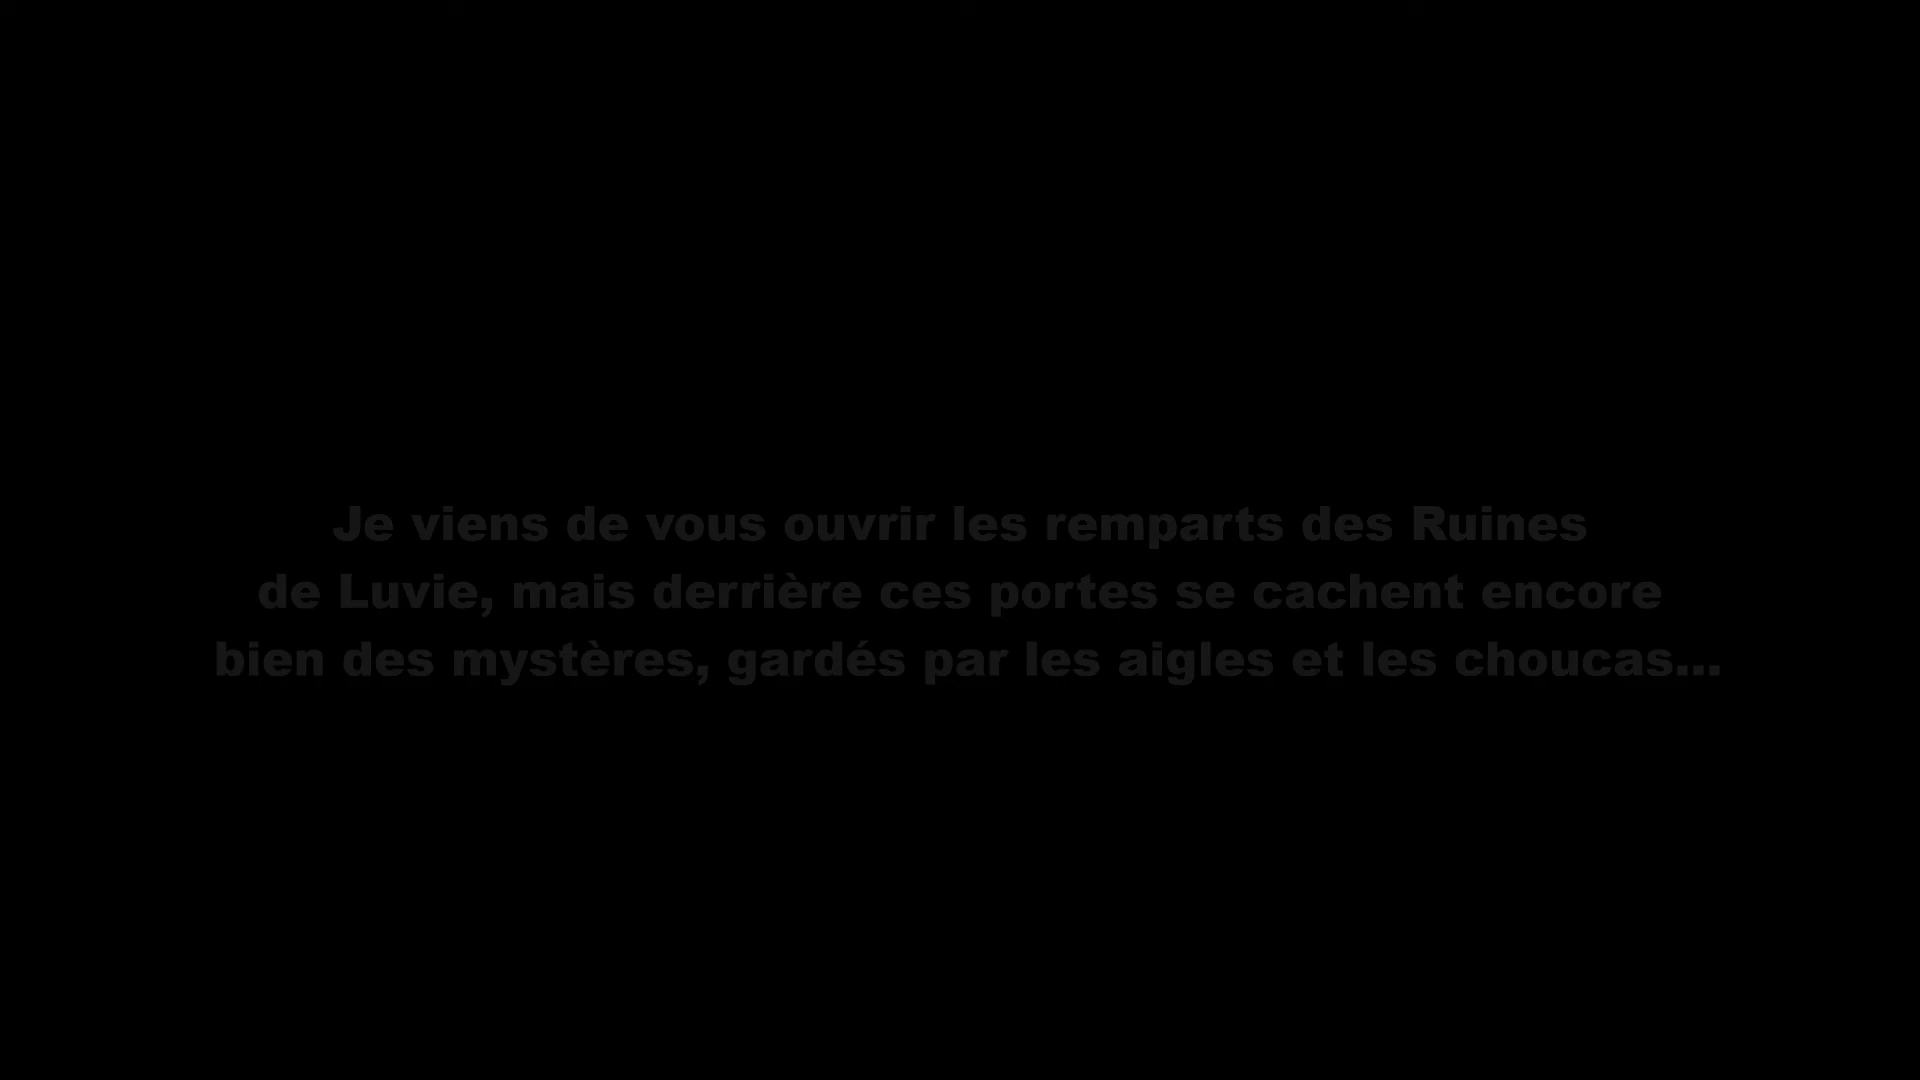 Je viens de vous ouvrir les remparts des Ruines
de Luvie, mais derrière ces portes se cachent encore
bien des mystères, gardés par les aigles et les choucas...